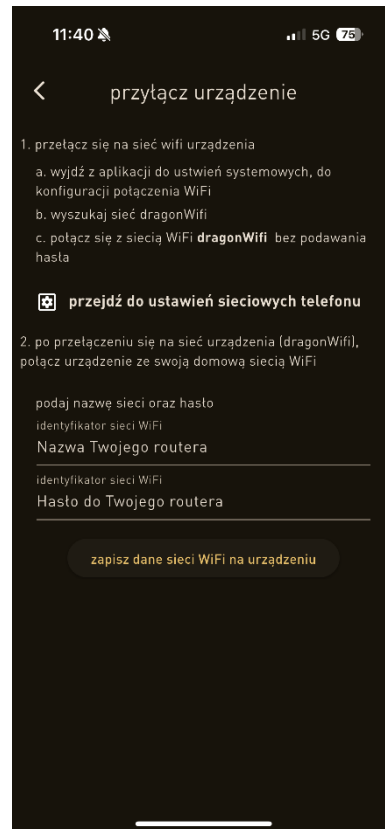 11:40
5G 75
przyłącz urządzenie
1. przełącz się na sieć wifi urządzenia
a. wyjdź z aplikacji do ustwień systemowych, do
konfiguracji połączenia WiFi
b. wyszukaj sieć dragonWifi
c. połącz się z siecią WiFi dragonWifi bez podawania
hasła
przejdź do ustawień sieciowych telefonu
2. po przełączeniu się na sieć urządzenia (dragonWifi),
połącz urządzenie ze swoją domową siecią WiFi
podaj nazwę sieci oraz hasło
identyfikator sieci WiFi
Nazwa Twojego routera
identyfikator sieci WiFi
Hasło do Twojego routera
zapisz dane sieci WiFi na urządzeniu